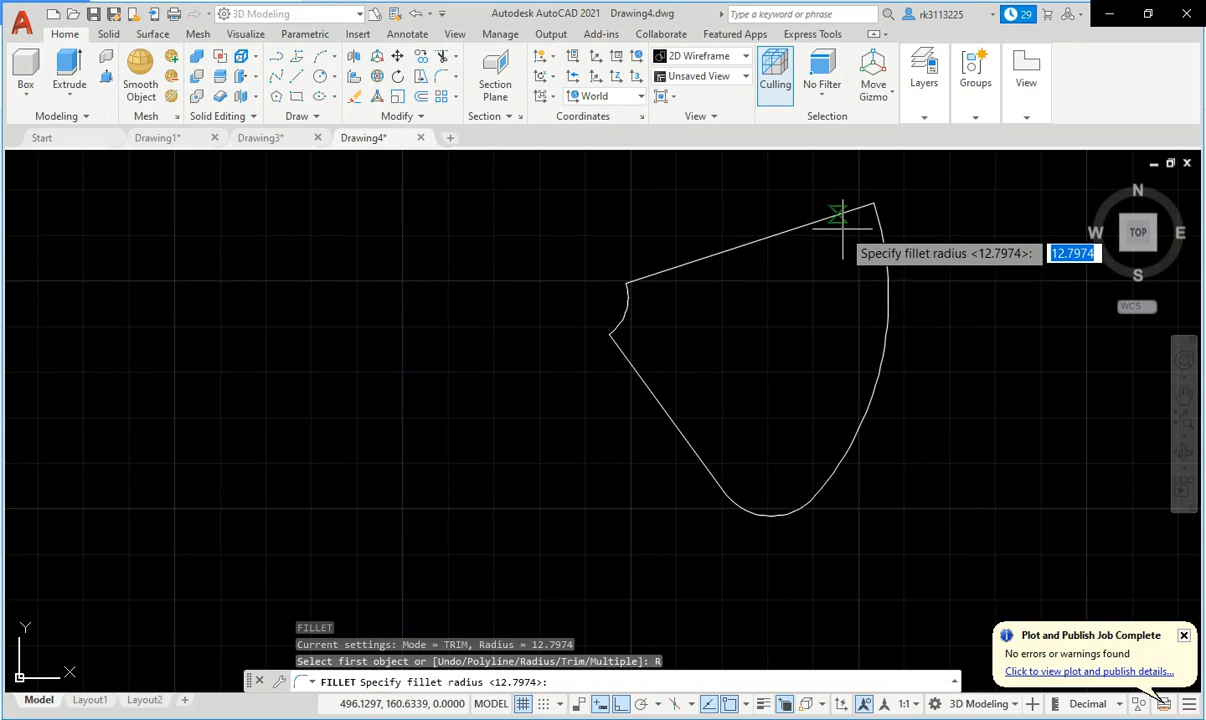 Autodesk AutoCAD 2021 Drawing4.dwg
3D Modeling
Type a keyword or phrase
rk3113225
29
Home Solid Surface Mesh Visualize Parametric Insert Annotate View Manage Output Add-ins Collaborate Featured Apps Express Tools
Box
Extrude
Smooth
Object
Section
Plane
World
2D Wireframe
Unsaved View
Culling
No Filter
Move
Gizmo
Layers
Groups
View
Modeling
Mesh
Solid Editing
Draw
Modify
Section
Coordinates
View
Selection
Start Drawing1* Drawing3* Drawing4*
N
W TOP E
S
WCS
Specify fillet radius <12.7974>: 12.7974
Y
X
FILLET
Current settings: Mode = TRIM, Radius = 12.7974
Select first object or [Undo/Polyline/Radius/Trim/Multiple]: R
FILLET Specify fillet radius <12.7974>:
Plot and Publish Job Complete
No errors or warnings found
Click to view plot and publish details...
Model Layout1 Layout2
496.1297, 160.6339, 0.0000 MODEL
1:1
3D Modeling
Decimal